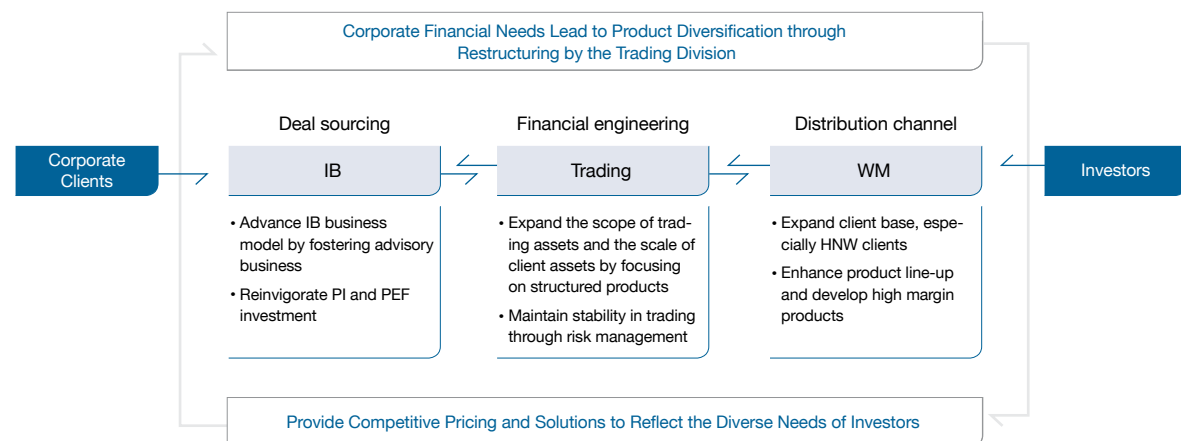 Corporate Financial Needs Lead to Product Diversification through
Restructuring by the Trading Division
Corporate
Clients
Deal sourcing
IB
• Advance IB business
model by fostering advisory
business
• Reinvigorate PI and PEF
investment
Financial engineering
Trading
• Expand the scope of trad-
ing assets and the scale of
client assets by focusing
on structured products
• Maintain stability in trading
through risk management
Distribution channel
WM
• Expand client base, espe-
cially HNW clients
• Enhance product line-up
and develop high margin
products
Investors
Provide Competitive Pricing and Solutions to Reflect the Diverse Needs of Investors